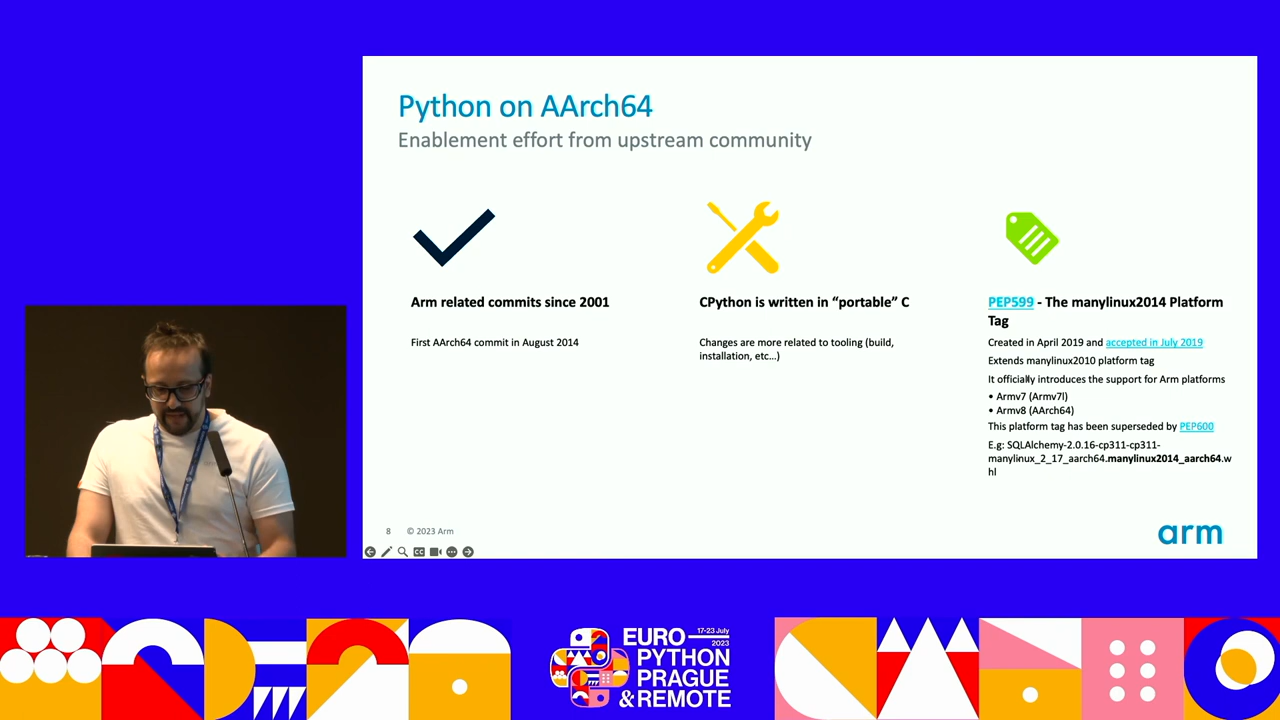 Python on AArch64
Enablement effort from upstream community
Arm related commits since 2001
First AArch64 commit in August 2014
CPython is written in “portable” C
Changes are more related to tooling (build,
installation, etc…)
PEP599 - The manylinux2014 Platform
Tag
Created in April 2019 and accepted in July 2019
Extends manylinux2010 platform tag
It officially introduces the support for Arm platforms
• Armv7 (Armv7l)
• Armv8 (AArch64)
This platform tag has been superseded by PEP600
E.g: SQLAlchemy-2.0.16-cp311-cp311-
manylinux_2_17_aarch64.manylinux2014_aarch64.w
hl
8 © 2023 Arm
arm
CC
EURO 17-23 July
2023
PYTHON
PRAGUE
& REMOTE